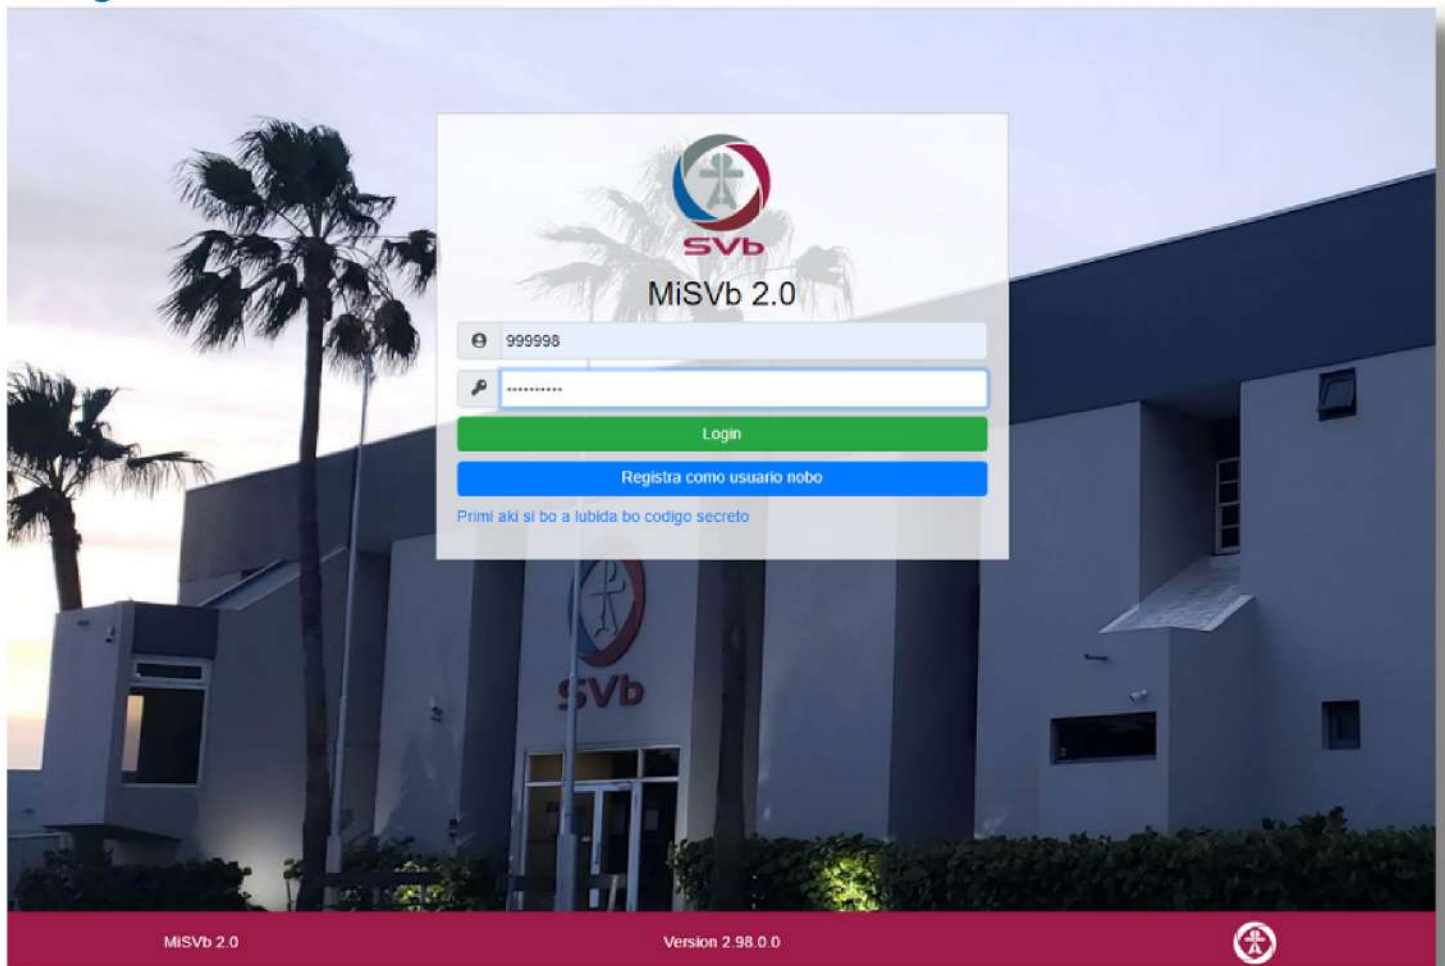 SVb
MiSVb 2.0
999998
••••••••••
Login
Registra como usuario nobo
Primi aki si bo a lubida bo codigo secreto
SVb
MiSVb 2.0
Version 2.98.0.0